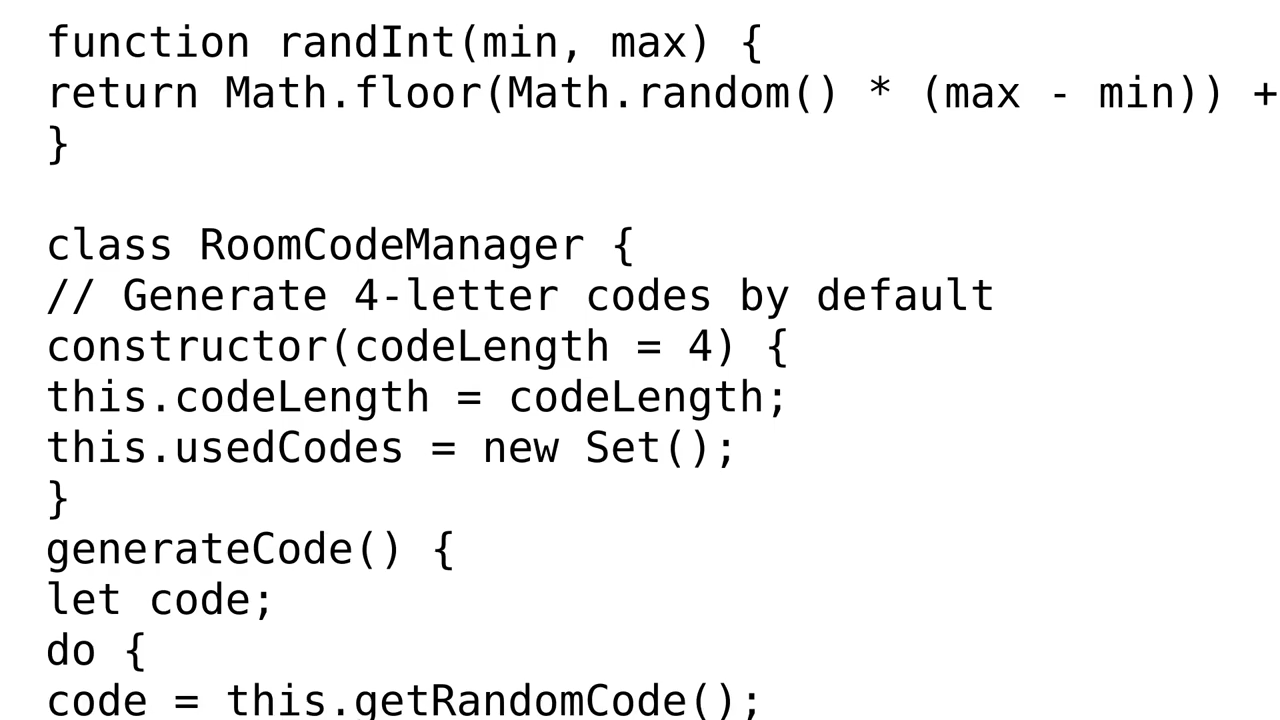 function randInt(min, max) {
return Math.floor(Math.random() * (max - min)) +
}

class RoomCodeManager {
// Generate 4-letter codes by default
constructor(codeLength = 4) {
this.codeLength = codeLength;
this.usedCodes = new Set();
}
generateCode() {
let code;
do {
code = this.getRandomCode();